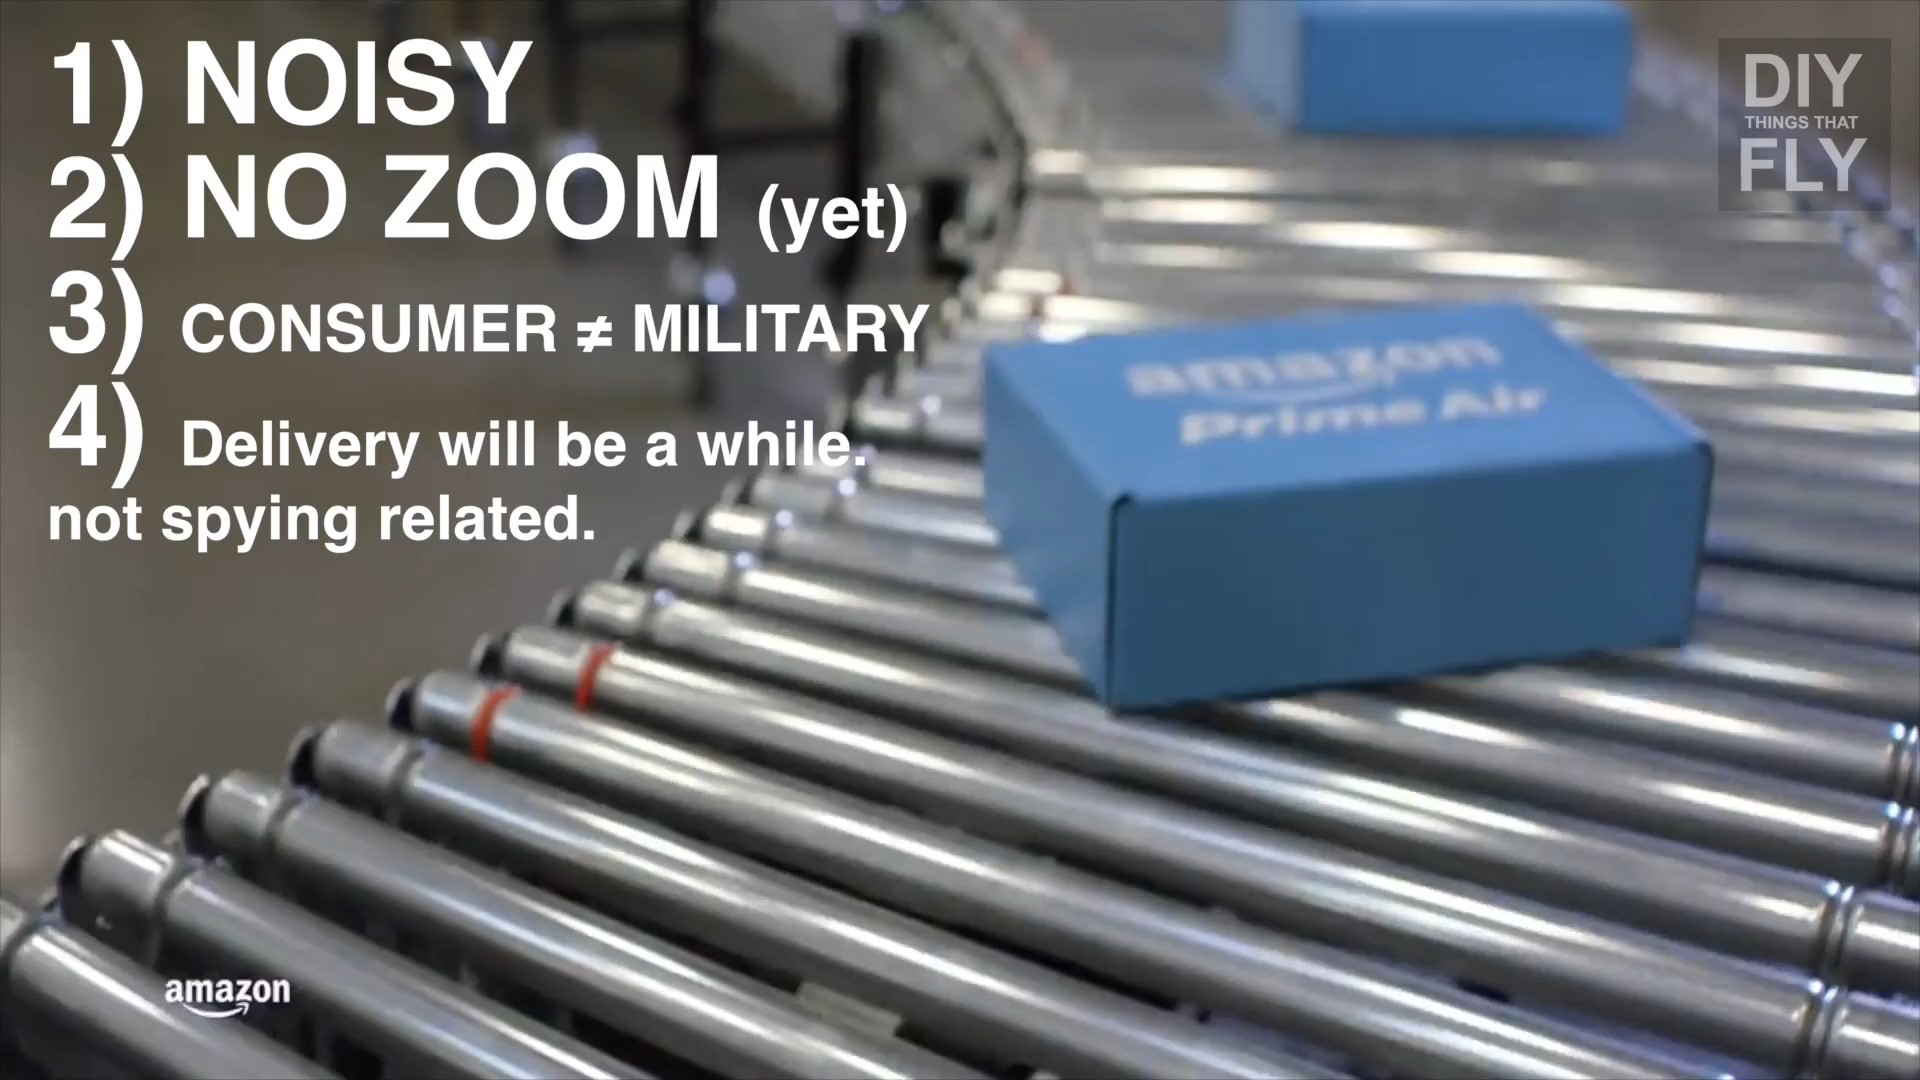 1) NOISY
2) NO ZOOM (yet)
3) CONSUMER ≠ MILITARY
4) Delivery will be a while.
not spying related.
DIY
THINGS THAT
FLY
amazon
Prime Air
amazon